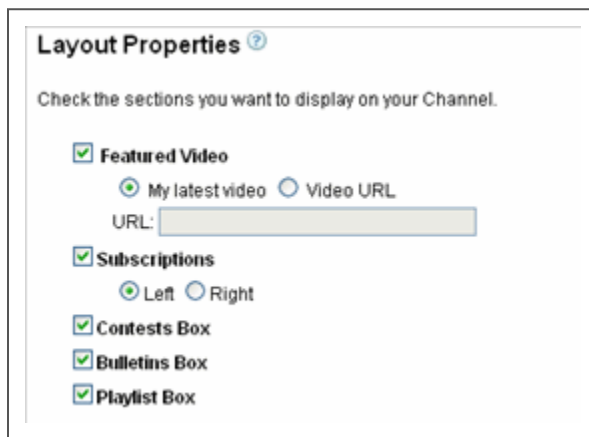 Layout Properties ?
Check the sections you want to display on your Channel.
Featured Video
My latest video Video URL
URL:
Subscriptions
Left Right
Contests Box
Bulletins Box
Playlist Box